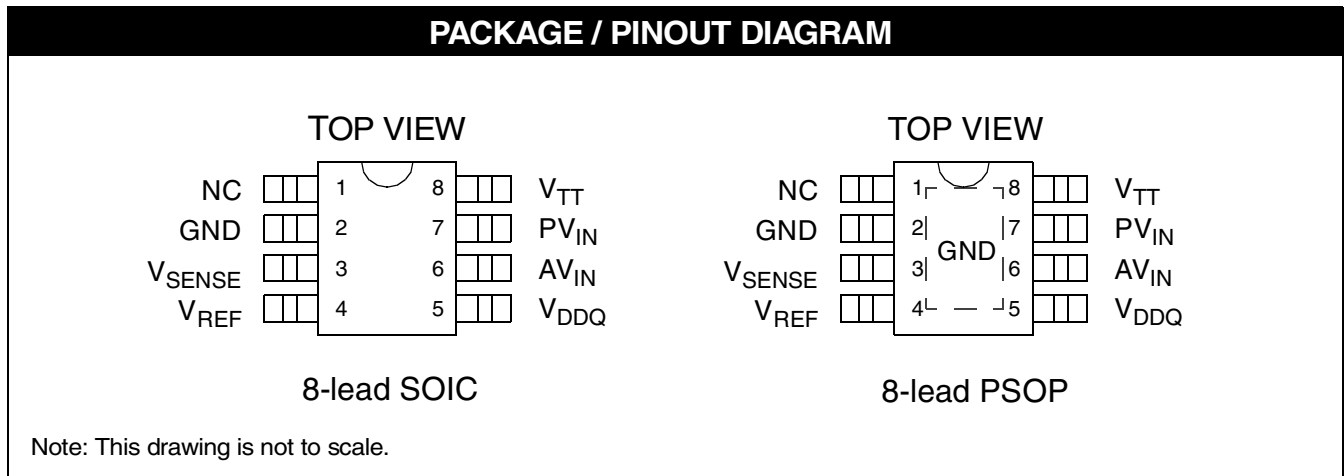 PACKAGE / PINOUT DIAGRAM
TOP VIEW
NC 1 8 VTT
GND 2 7 PVIN
VSENSE 3 6 AVIN
VREF 4 5 VDDQ
8-lead SOIC
TOP VIEW
NC 1 8 VTT
GND 2 7 PVIN
GND
VSENSE 3 6 AVIN
VREF 4 5 VDDQ
8-lead PSOP
Note: This drawing is not to scale.